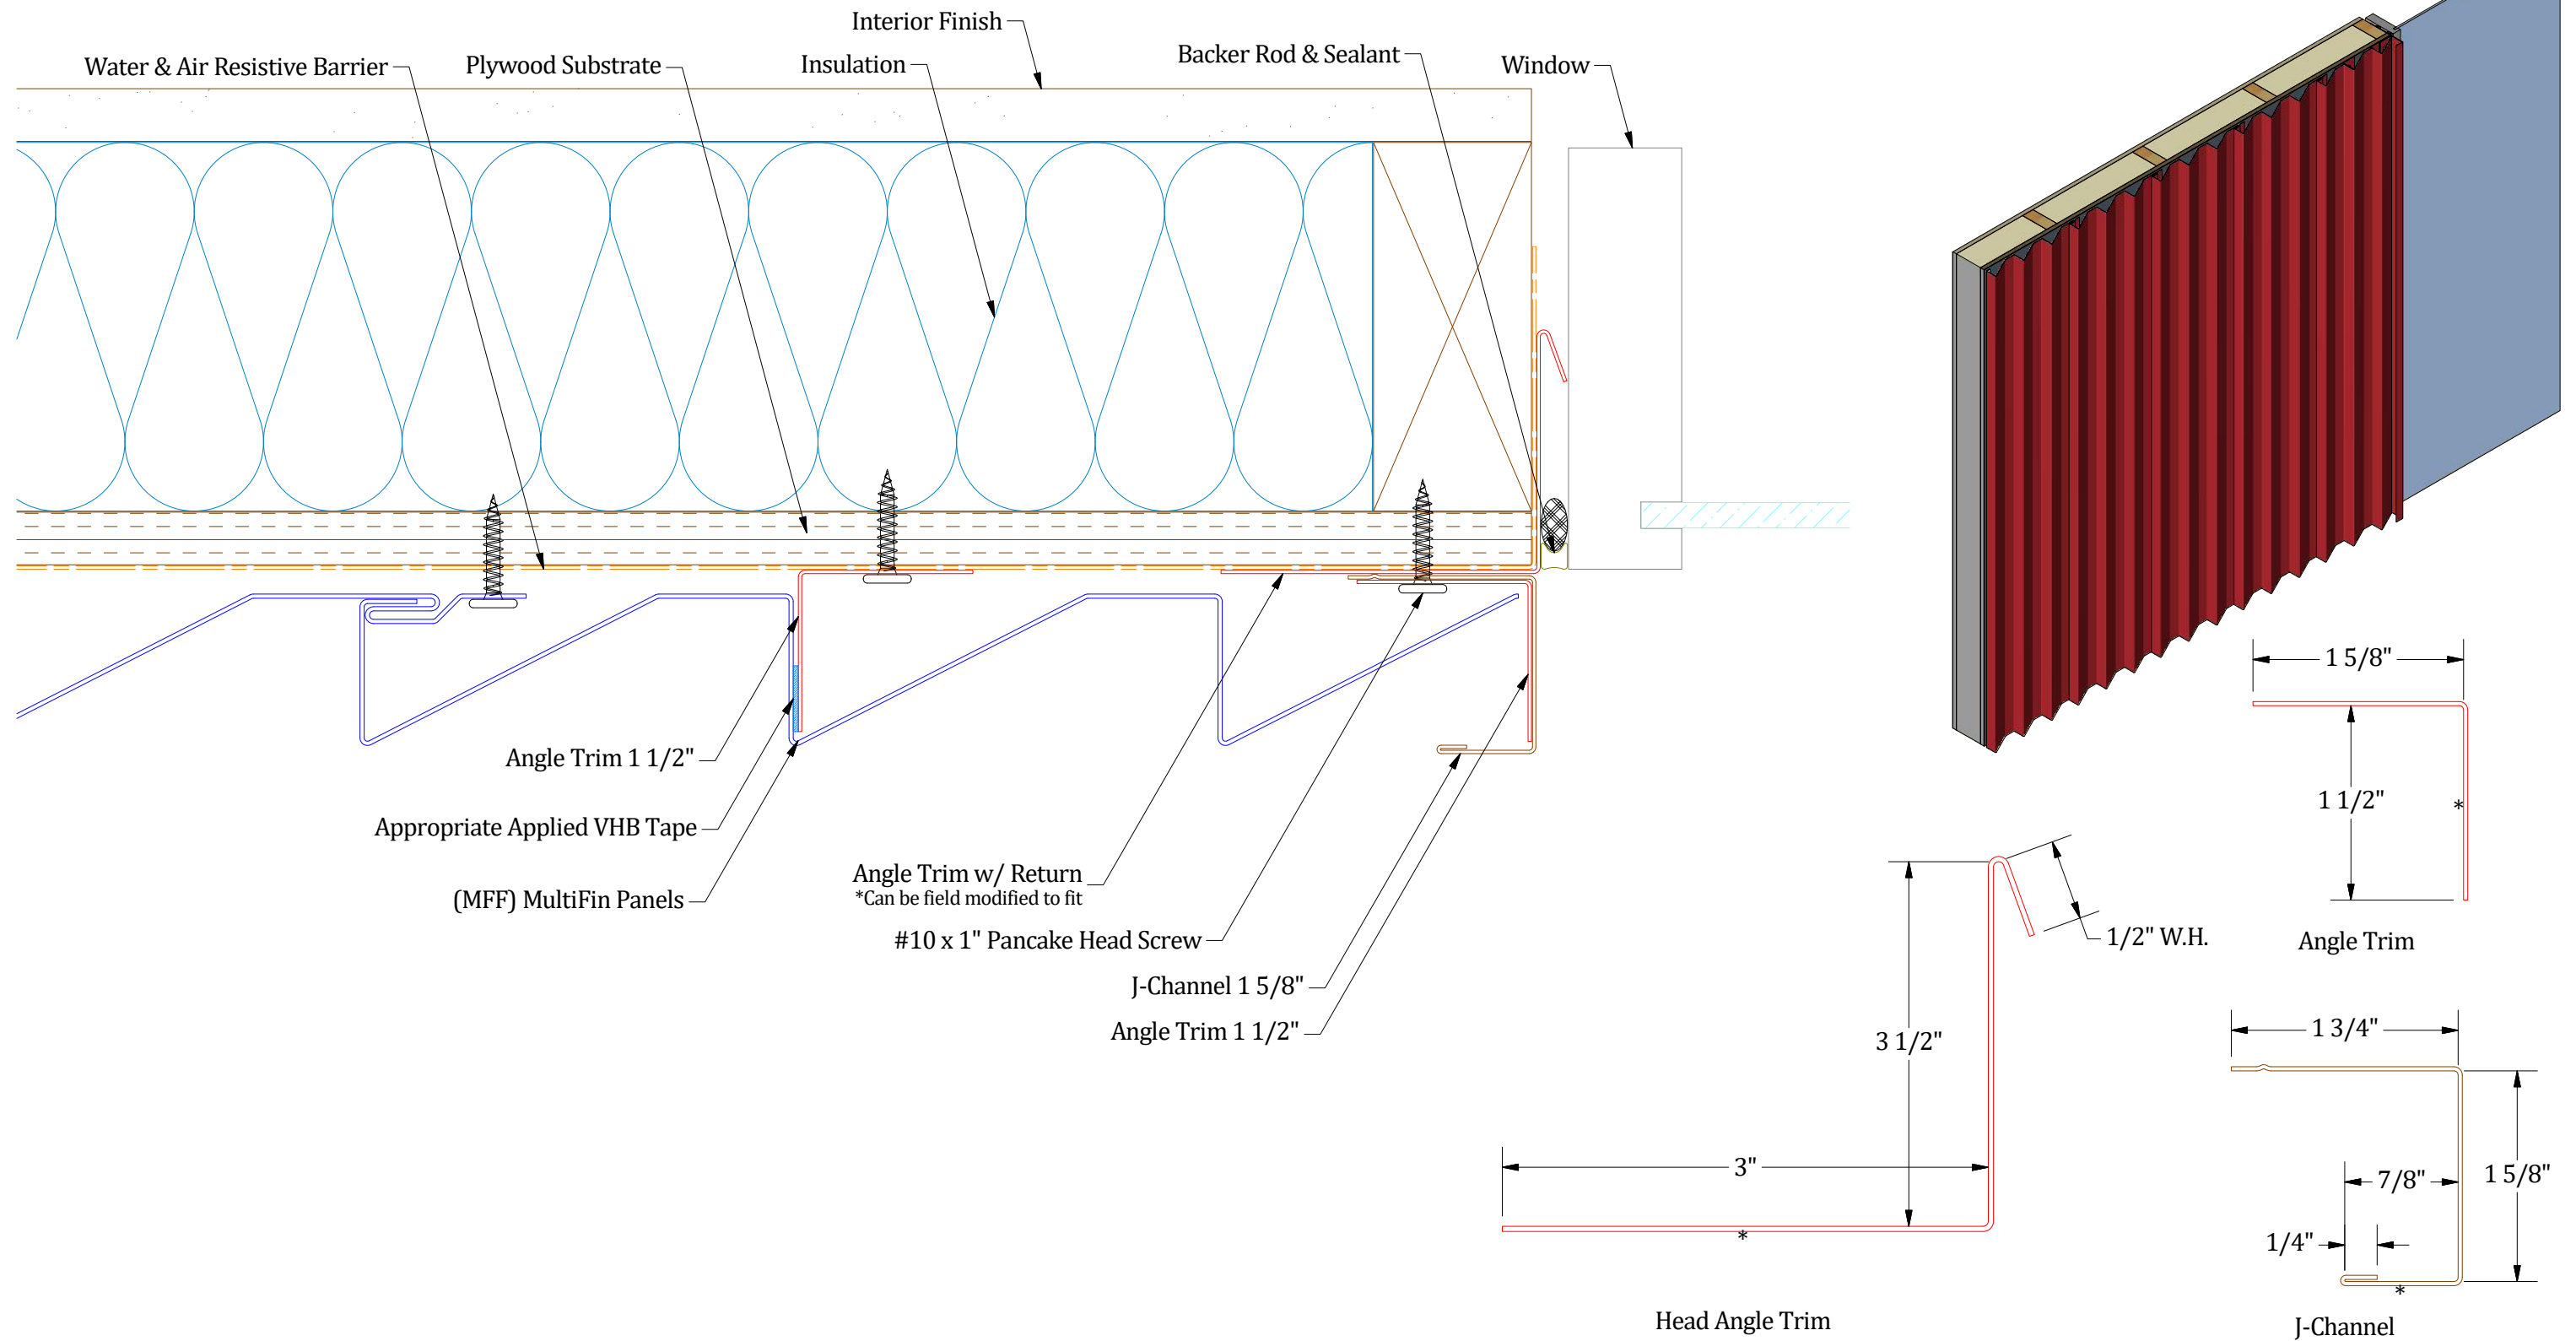 Interior Finish
Water & Air Resistive Barrier
Plywood Substrate
Insulation
Backer Rod & Sealant
Window
Angle Trim 1 1/2"
Appropriate Applied VHB Tape
(MFF) MultiFin Panels
Angle Trim w/ Return
*Can be field modified to fit
#10 x 1" Pancake Head Screw
J-Channel 1 5/8"
Angle Trim 1 1/2"
1 5/8"
1 1/2"
*
Angle Trim
1/2" W.H.
3 1/2"
3"
*
Head Angle Trim
1 3/4"
7/8"
1 5/8"
1/4"
*
J-Channel